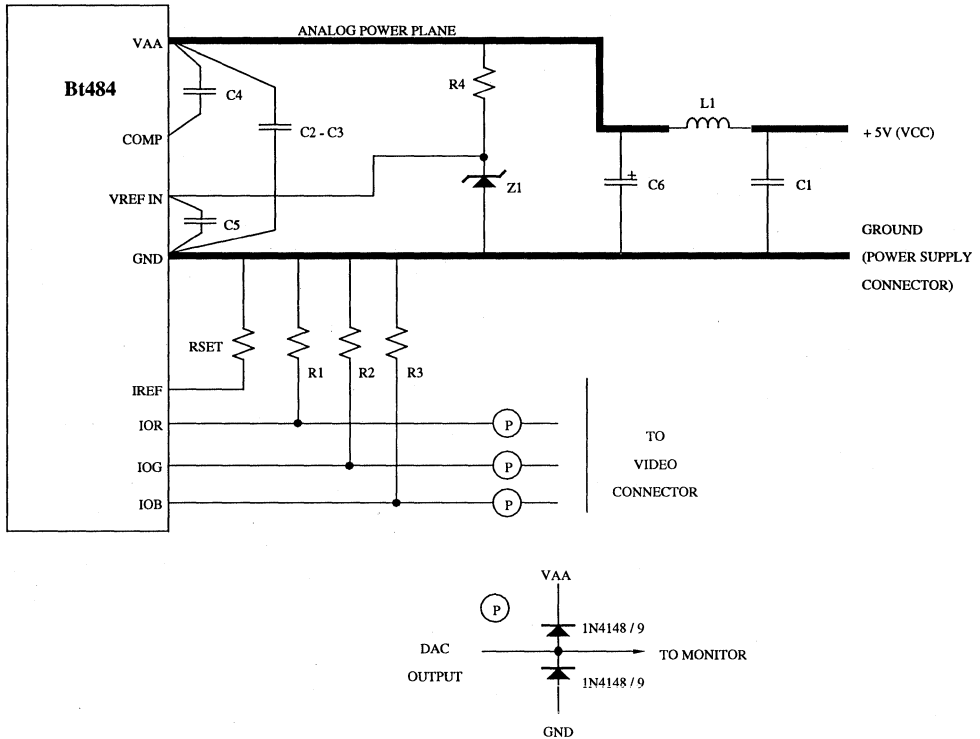 ANALOG POWER PLANE
VAA
Bt484
C4
R4
L1
C2 - C3
COMP
+ 5V (VCC)
+
C6
C1
Z1
VREF IN
C5
GND
GROUND
(POWER SUPPLY
CONNECTOR)
RSET
R1
R2
R3
IREF
IOR
P
IOG
P
IOB
P
TO
VIDEO
CONNECTOR
VAA
P
1N4148 / 9
DAC
OUTPUT
TO MONITOR
1N4148 / 9
GND